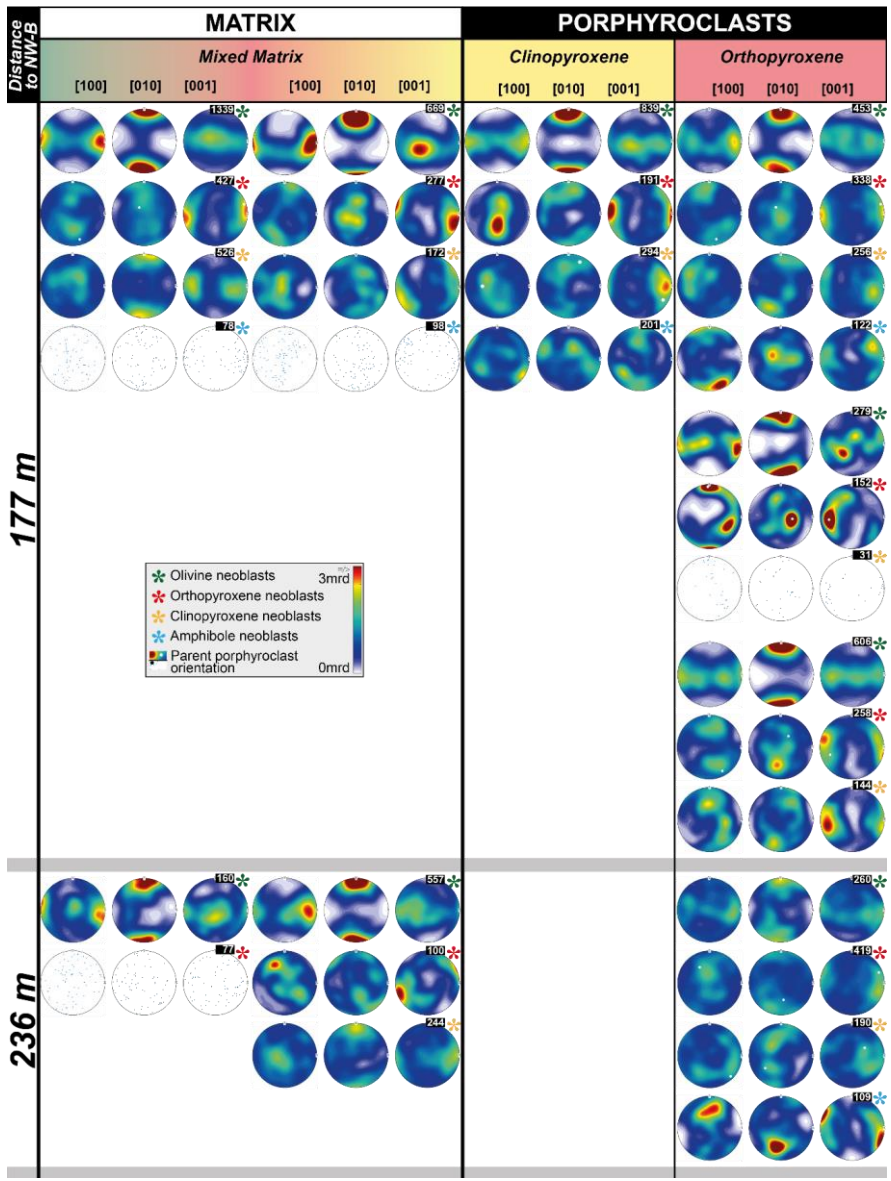 Distance
to NW-B
MATRIX
PORPHYROCLASTS
Mixed Matrix
Clinopyroxene
Orthopyroxene
[100] [010] [001] [100] [010] [001] [100] [010] [001] [100] [010] [001]
177 m
1339 669 839 453
427 277 191 338
526 172 294 256
78 98 201 122
279
152
31
606
258
144
Olivine neoblasts
Orthopyroxene neoblasts
Clinopyroxene neoblasts
Amphibole neoblasts
Parent porphyroclast
orientation
3mrd
0mrd
236 m
160 557 260
77 100 419
244 190
109